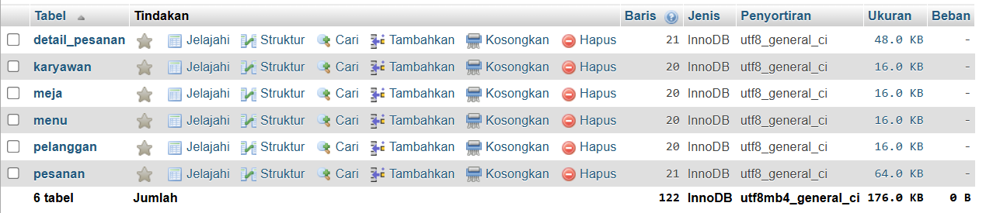 Tabel Tindakan Baris Jenis Penyortiran Ukuran Beban
detail_pesanan Jelajahi Struktur Cari Tambahkan Kosongkan Hapus 21 InnoDB utf8_general_ci 48.0 KB -
karyawan Jelajahi Struktur Cari Tambahkan Kosongkan Hapus 20 InnoDB utf8_general_ci 16.0 KB -
meja Jelajahi Struktur Cari Tambahkan Kosongkan Hapus 20 InnoDB utf8_general_ci 16.0 KB -
menu Jelajahi Struktur Cari Tambahkan Kosongkan Hapus 20 InnoDB utf8_general_ci 16.0 KB -
pelanggan Jelajahi Struktur Cari Tambahkan Kosongkan Hapus 20 InnoDB utf8_general_ci 16.0 KB -
pesanan Jelajahi Struktur Cari Tambahkan Kosongkan Hapus 21 InnoDB utf8_general_ci 64.0 KB -
6 tabel Jumlah 122 InnoDB utf8mb4_general_ci 176.0 KB 0 B